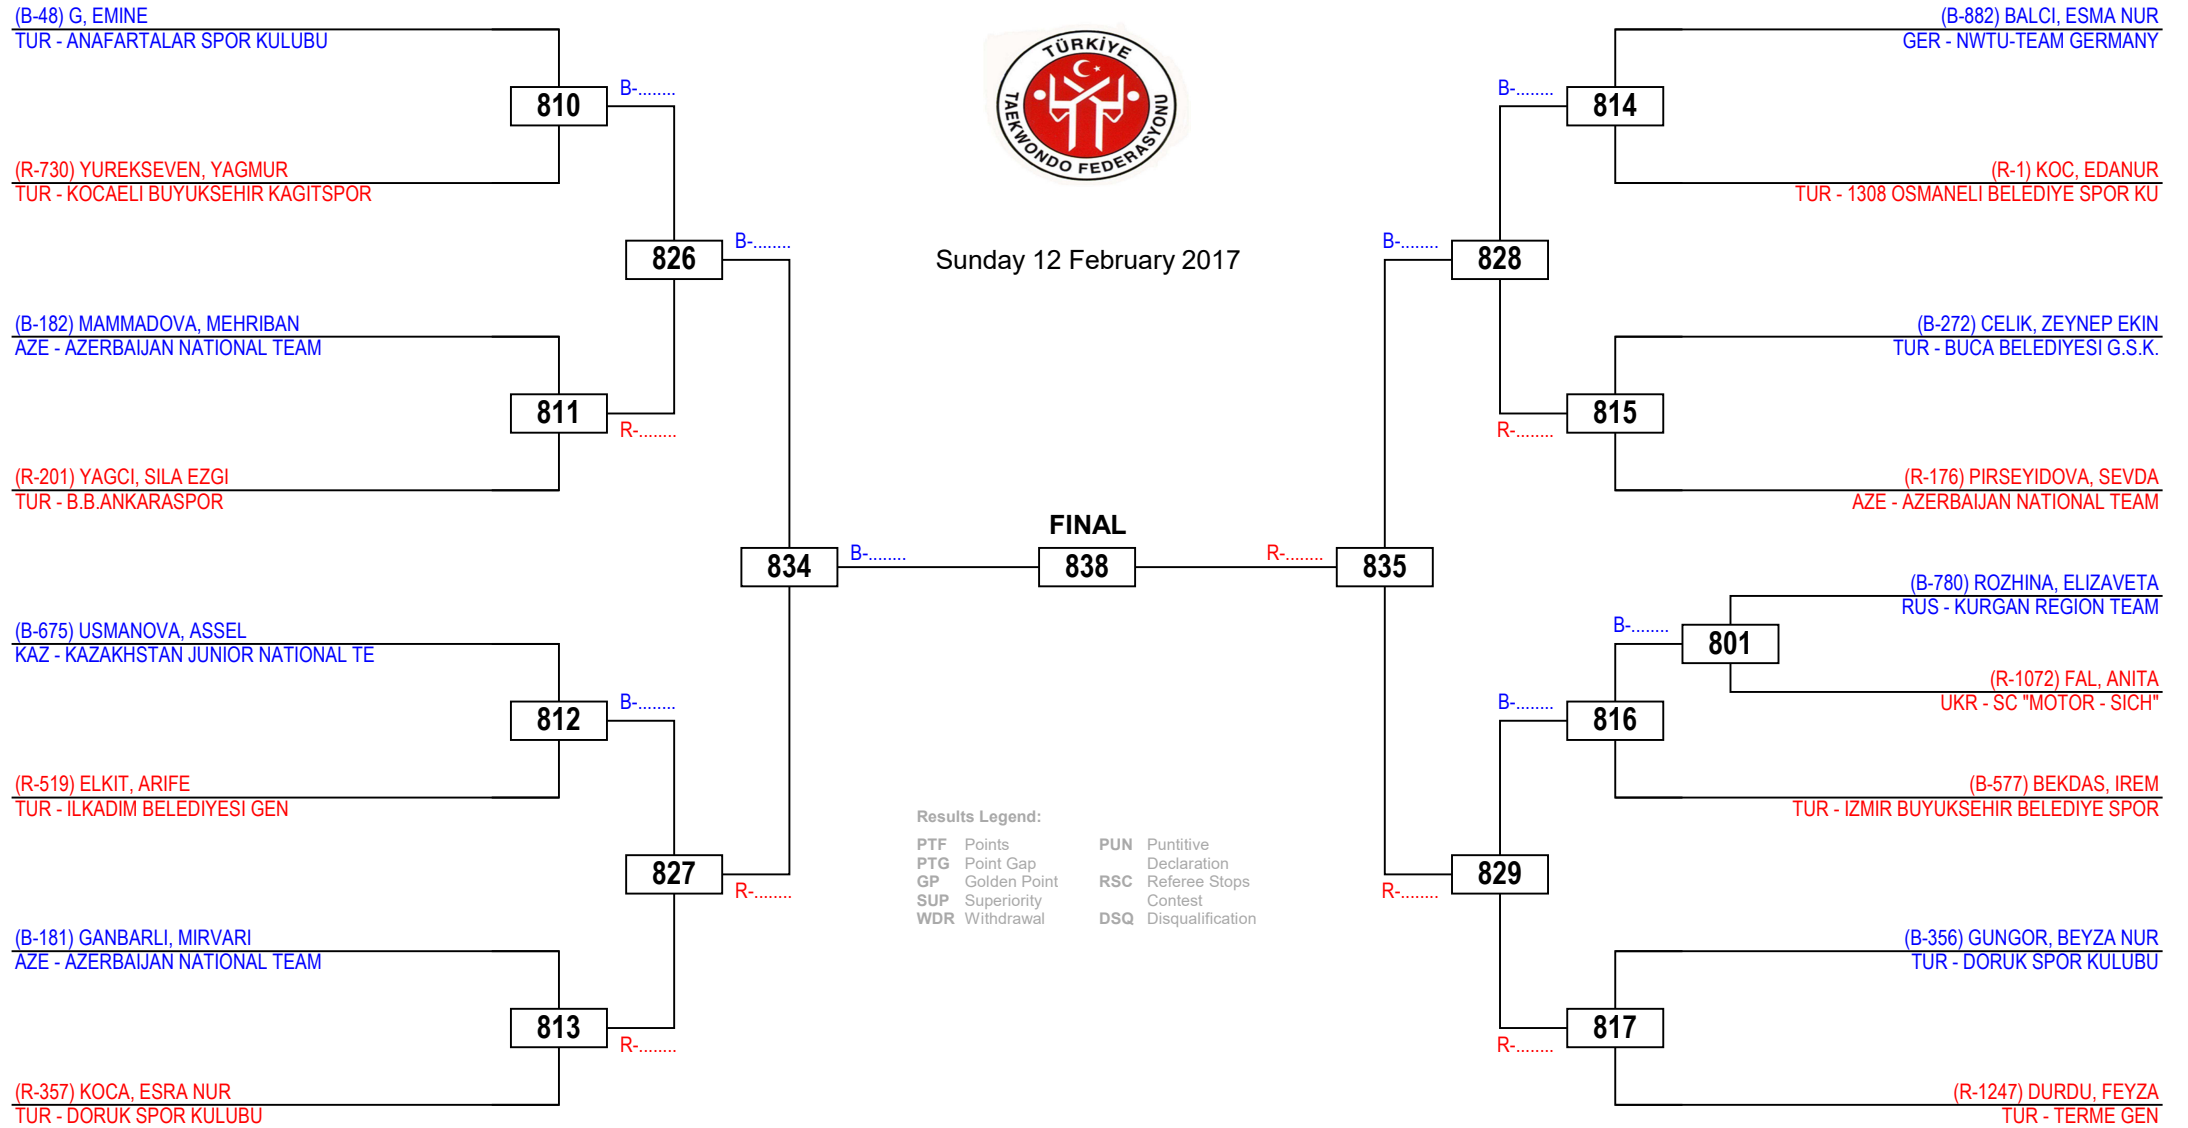 (B-48) G, EMINE
TUR - ANAFARTALAR SPOR KULUBU
810
B-........
(R-730) YUREKSEVEN, YAGMUR
TUR - KOCAELI BUYUKSEHIR KAGITSPOR
826
B-........
(B-182) MAMMADOVA, MEHRIBAN
AZE - AZERBAIJAN NATIONAL TEAM
811
R-........
(R-201) YAGCI, SILA EZGI
TUR - B.B.ANKARASPOR
834
B-........
(B-675) USMANOVA, ASSEL
KAZ - KAZAKHSTAN JUNIOR NATIONAL TE
812
B-........
(R-519) ELKIT, ARIFE
TUR - ILKADIM BELEDIYESI GEN
827
R-........
(B-181) GANBARLI, MIRVARI
AZE - AZERBAIJAN NATIONAL TEAM
813
R-........
(R-357) KOCA, ESRA NUR
TUR - DORUK SPOR KULUBU
TÜRKİYE
TAEKWONDO FEDERASYONU
Sunday 12 February 2017
FINAL
838
Results Legend:
PTF Points
PTG Point Gap
GP Golden Point
SUP Superiority
WDR Withdrawal
PUN Puntitive
Declaration
RSC Referee Stops
Contest
DSQ Disqualification
(B-882) BALCI, ESMA NUR
GER - NWTU-TEAM GERMANY
B-........
814
(R-1) KOC, EDANUR
TUR - 1308 OSMANELI BELEDIYE SPOR KU
B-........
828
(B-272) CELIK, ZEYNEP EKIN
TUR - BUCA BELEDIYESI G.S.K.
815
R-........
(R-176) PIRSEYIDOVA, SEVDA
AZE - AZERBAIJAN NATIONAL TEAM
R-........
835
(B-780) ROZHINA, ELIZAVETA
RUS - KURGAN REGION TEAM
B-........
801
(R-1072) FAL, ANITA
UKR - SC "MOTOR - SICH"
B-........
816
(B-577) BEKDAS, IREM
TUR - IZMIR BUYUKSEHIR BELEDIYE SPOR
829
R-........
(B-356) GUNGOR, BEYZA NUR
TUR - DORUK SPOR KULUBU
817
R-........
(R-1247) DURDU, FEYZA
TUR - TERME GEN